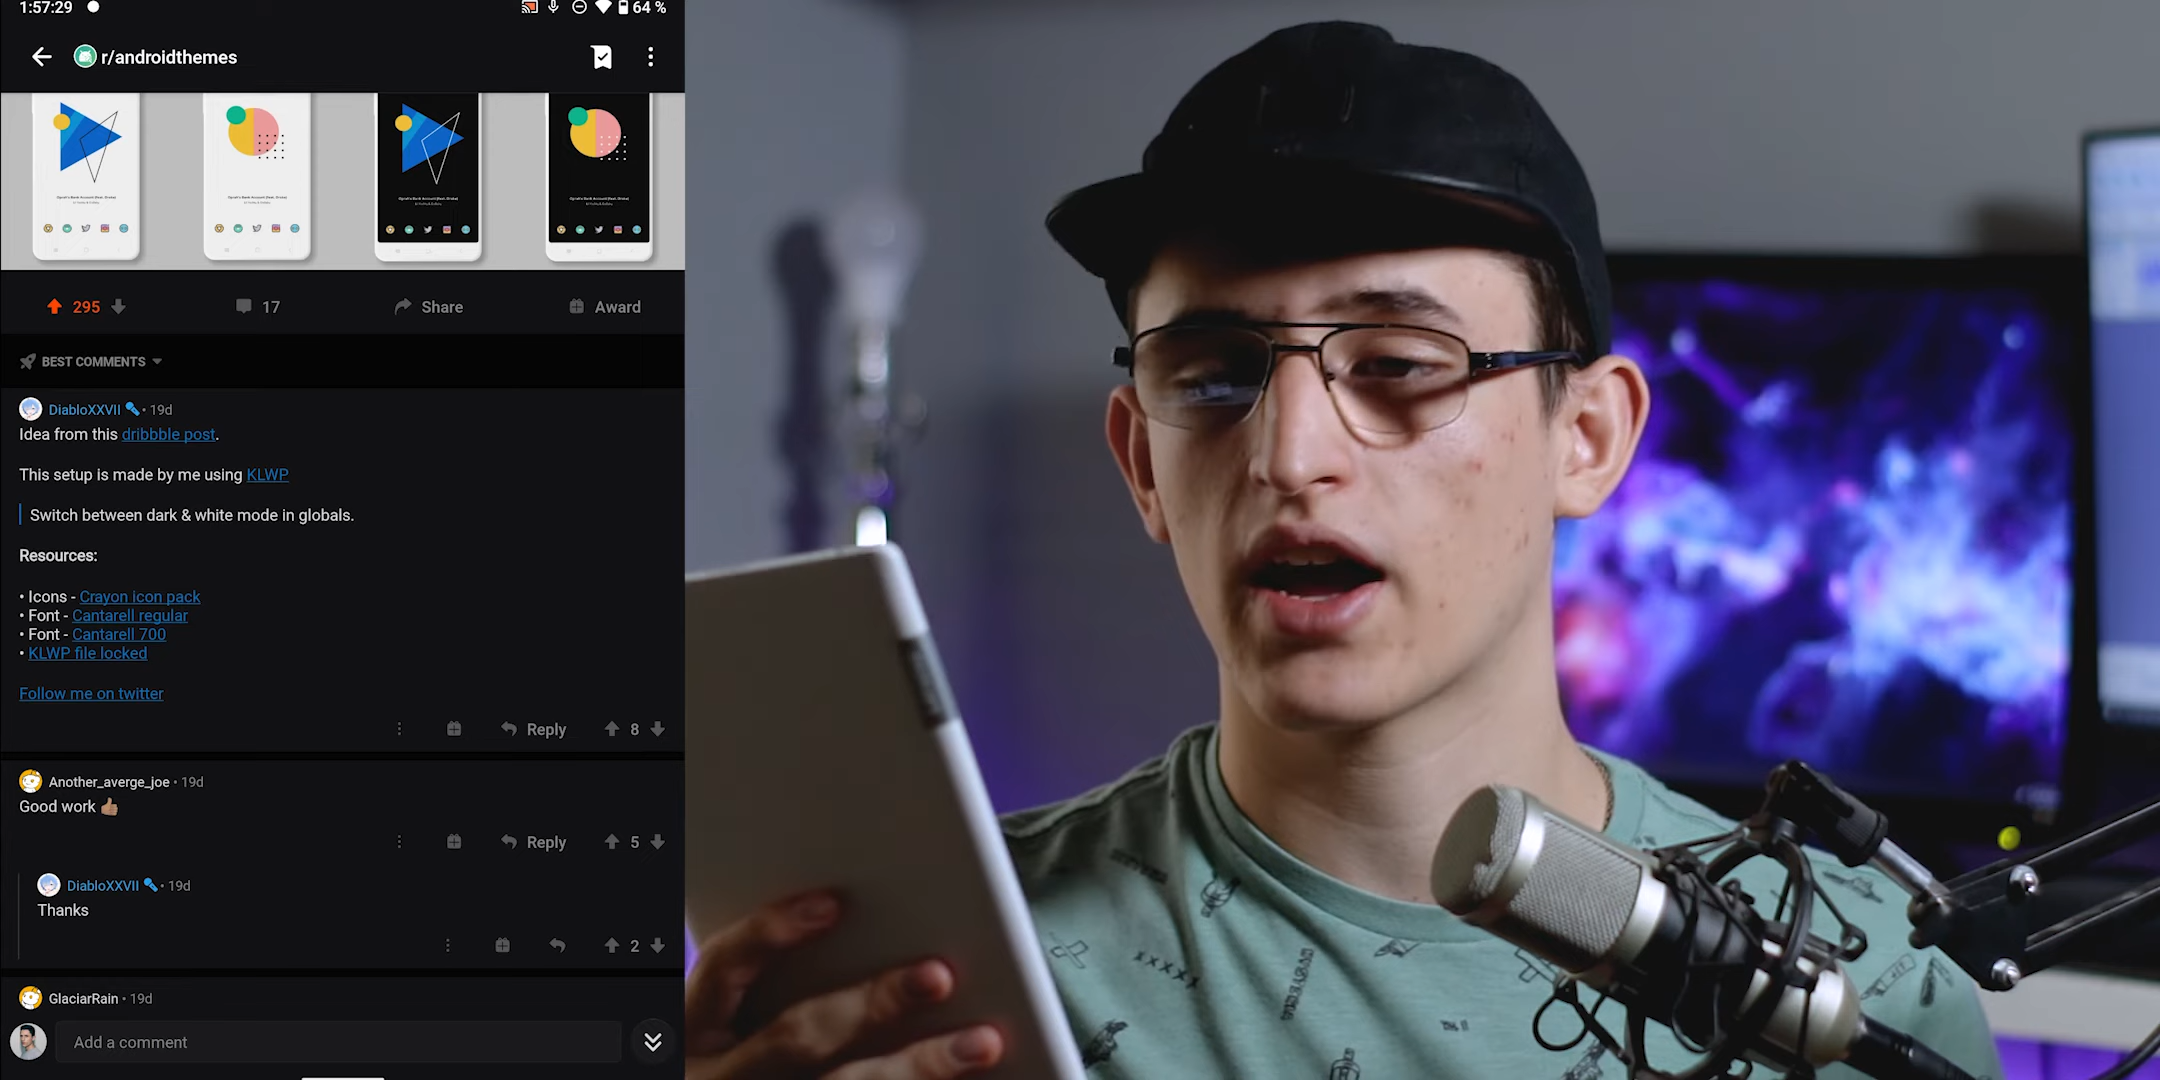 1:57:29
64 %
r/androidthemes
295
17
Share
Award
BEST COMMENTS
DiabloXXVII • 19d
Idea from this dribbble post.
This setup is made by me using KLWP
Switch between dark & white mode in globals.
Resources:
• Icons - Crayon icon pack
• Font - Cantarell regular
• Font - Cantarell 700
• KLWP file locked
Follow me on twitter
Reply
8
Another_averge_joe • 19d
Good work 👍🏽
Reply
5
DiabloXXVII • 19d
Thanks
2
GlaciarRain • 19d
Add a comment